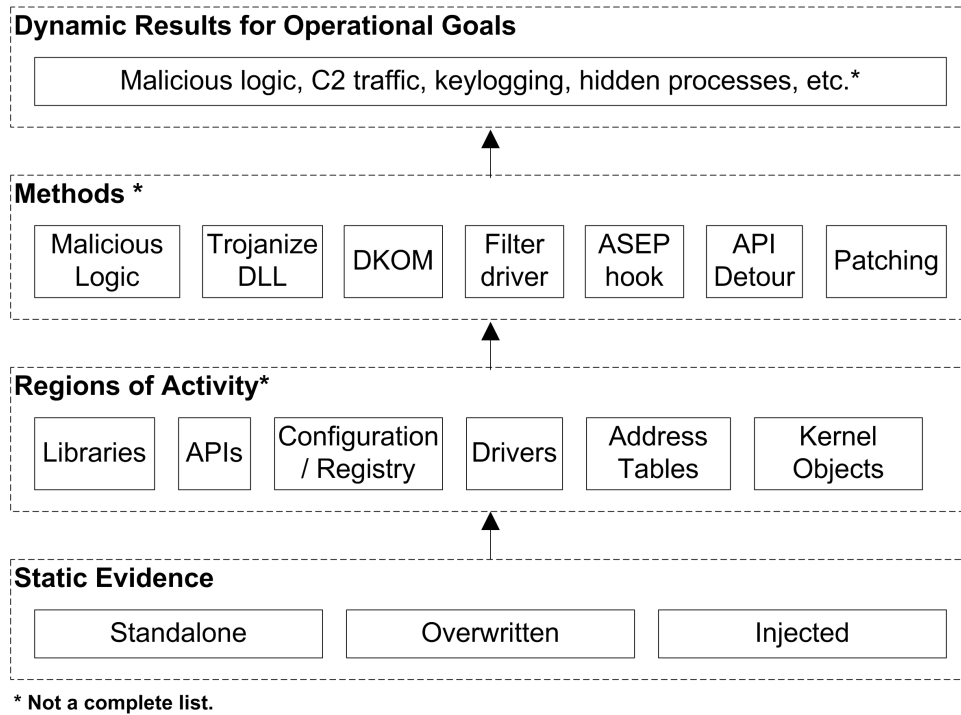 Dynamic Results for Operational Goals
Malicious logic, C2 traffic, keylogging, hidden processes, etc.*
Methods *
Malicious
Logic
Trojanize
DLL
DKOM
Filter
driver
ASEP
hook
API
Detour
Patching
Regions of Activity*
Libraries
APIs
Configuration
/ Registry
Drivers
Address
Tables
Kernel
Objects
Static Evidence
Standalone
Overwritten
Injected
* Not a complete list.